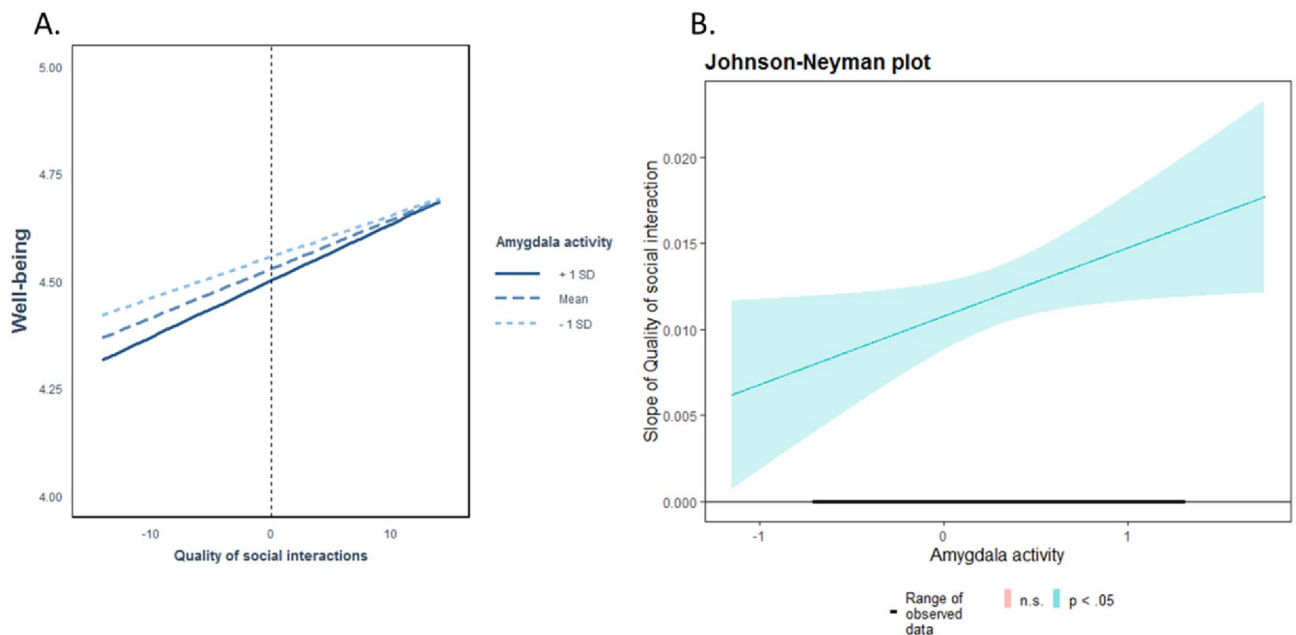 A.
5.00
4.75
4.50
4.25
4.00
Well-being
-10
0
10
Quality of social interactions
Amygdala activity
+ 1 SD
Mean
- 1 SD
B.
Johnson-Neyman plot
0.020
0.015
0.010
0.005
0.000
Slope of Quality of social interaction
-1
0
1
Amygdala activity
Range of
observed
data
n.s.
p < .05